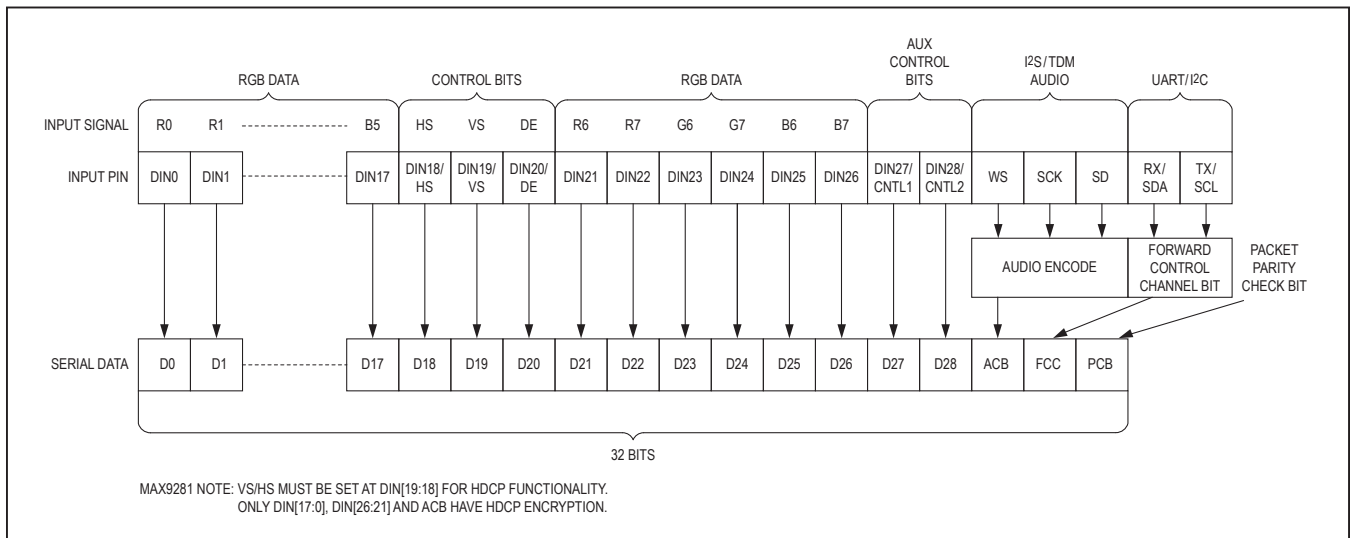 AUX
CONTROL
BITS
I2S/TDM
AUDIO
RGB DATA
CONTROL BITS
RGB DATA
UART/I2C
INPUT SIGNAL R0 R1 B5 HS VS DE R6 R7 G6 G7 B6 B7
INPUT PIN DIN0 DIN1 DIN17 DIN18/ HS DIN19/ VS DIN20/ DE DIN21 DIN22 DIN23 DIN24 DIN25 DIN26 DIN27/ CNTL1 DIN28/ CNTL2 WS SCK SD RX/ SDA TX/ SCL
AUDIO ENCODE
FORWARD
CONTROL
CHANNEL BIT
PACKET
PARITY
CHECK BIT
SERIAL DATA D0 D1 D17 D18 D19 D20 D21 D22 D23 D24 D25 D26 D27 D28 ACB FCC PCB
32 BITS
MAX9281 NOTE: VS/HS MUST BE SET AT DIN[19:18] FOR HDCP FUNCTIONALITY.
ONLY DIN[17:0], DIN[26:21] AND ACB HAVE HDCP ENCRYPTION.